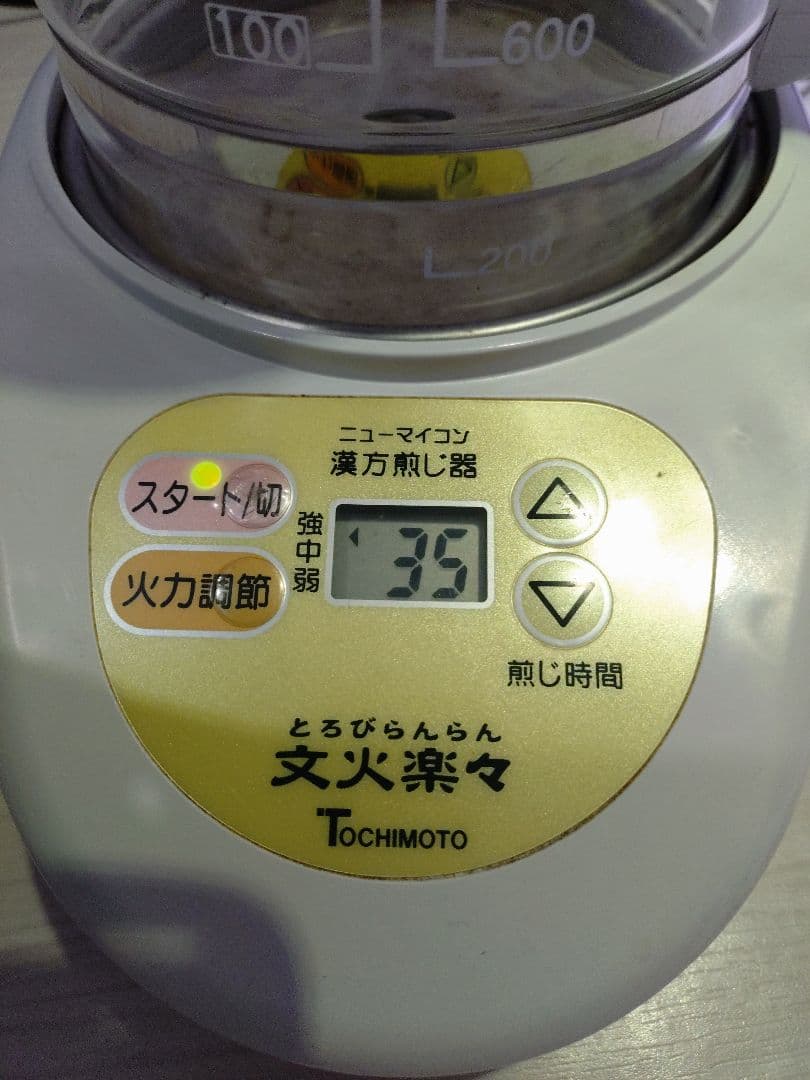 100
600
200
ニューマイコン
漢方煎じ器
スタート/切
強
中
弱
35
火力調節
煎じ時間
とろびらんらん
文火楽々
TOCHIMOTO